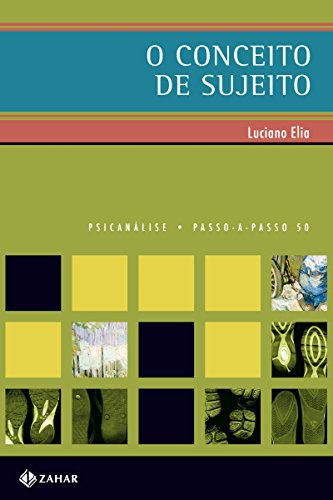 O CONCEITO
DE SUJEITO
Luciano Elia
PSICANÁLISE • PASSO-A-PASSO 50
ZAHAR